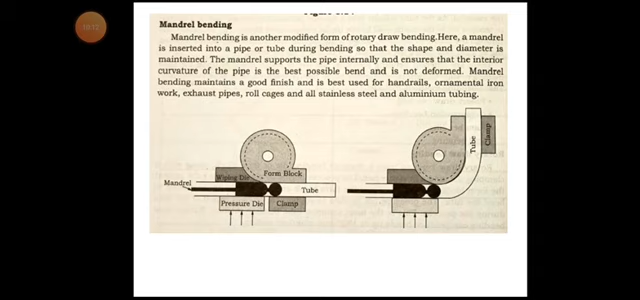 Mandrel bending
Mandrel bending is another modified form of rotary draw bending.Here, a mandrel
is inserted into a pipe or tube during bending so that the shape and diameter is
maintained. The mandrel supports the pipe internally and ensures that the interior
curvature of the pipe is the best possible bend and is not deformed. Mandrel
bending maintains a good finish and is best used for handrails, ornamental iron
work, exhaust pipes, roll cages and all stainless steel and aluminium tubing.
Mandrel
Wiping Die
Form Block
Tube
Pressure Die
Clamp
Tube
Clamp